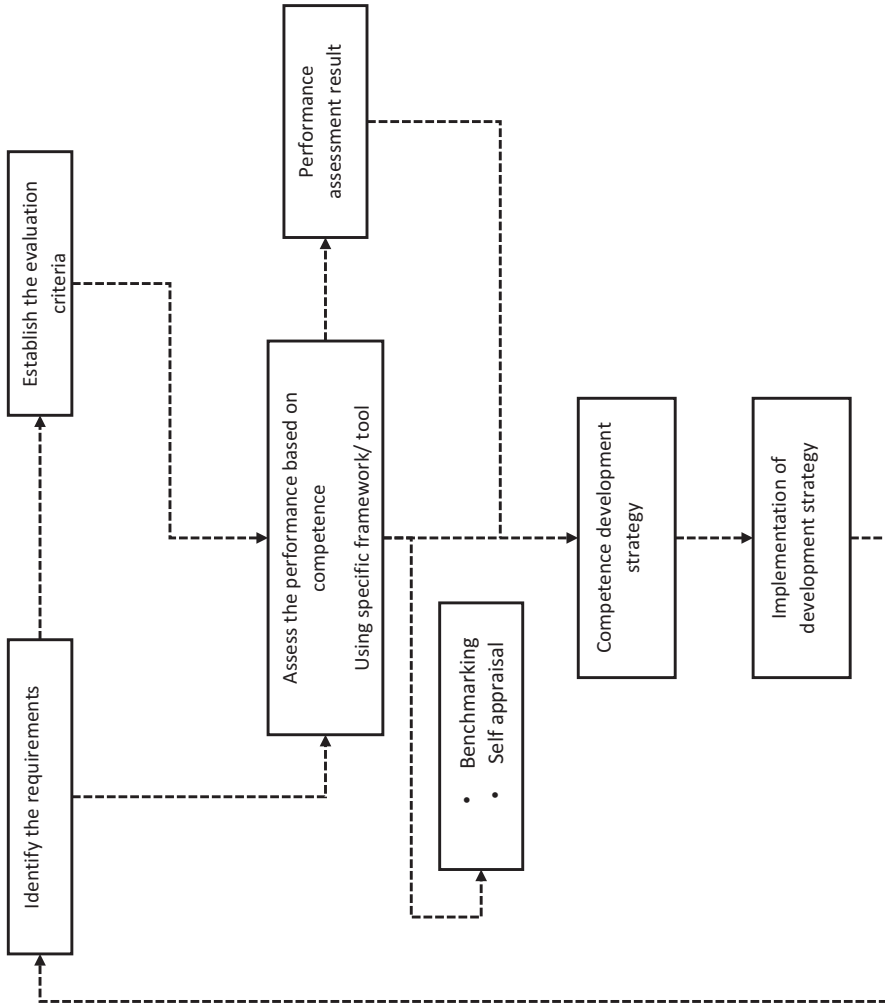 Identify the requirements
Establish the evaluation
criteria
Assess the performance based on
competence
Using specific framework/ tool
Performance
assessment result
• Benchmarking
• Self appraisal
Competence development
strategy
Implementation of
development strategy